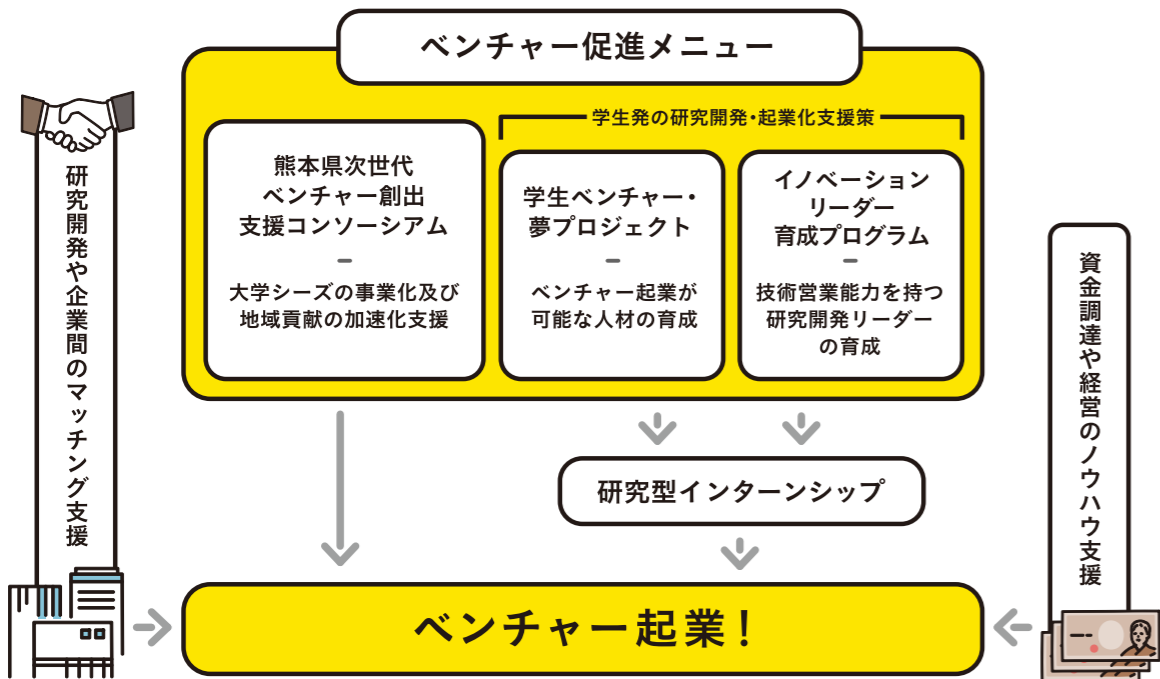 ベンチャー促進メニュー
学生発の研究開発・起業化支援策
熊本県次世代
ベンチャー創出
支援コンソーシアム
–
大学シーズの事業化及び
地域貢献の加速化支援
学生ベンチャー・
夢プロジェクト
–
ベンチャー起業が
可能な人材の育成
イノベーション
リーダー
育成プログラム
–
技術営業能力を持つ
研究開発リーダー
の育成
研究開発や企業間のマッチング支援
資金調達や経営のノウハウ支援
研究型インターンシップ
ベンチャー起業!